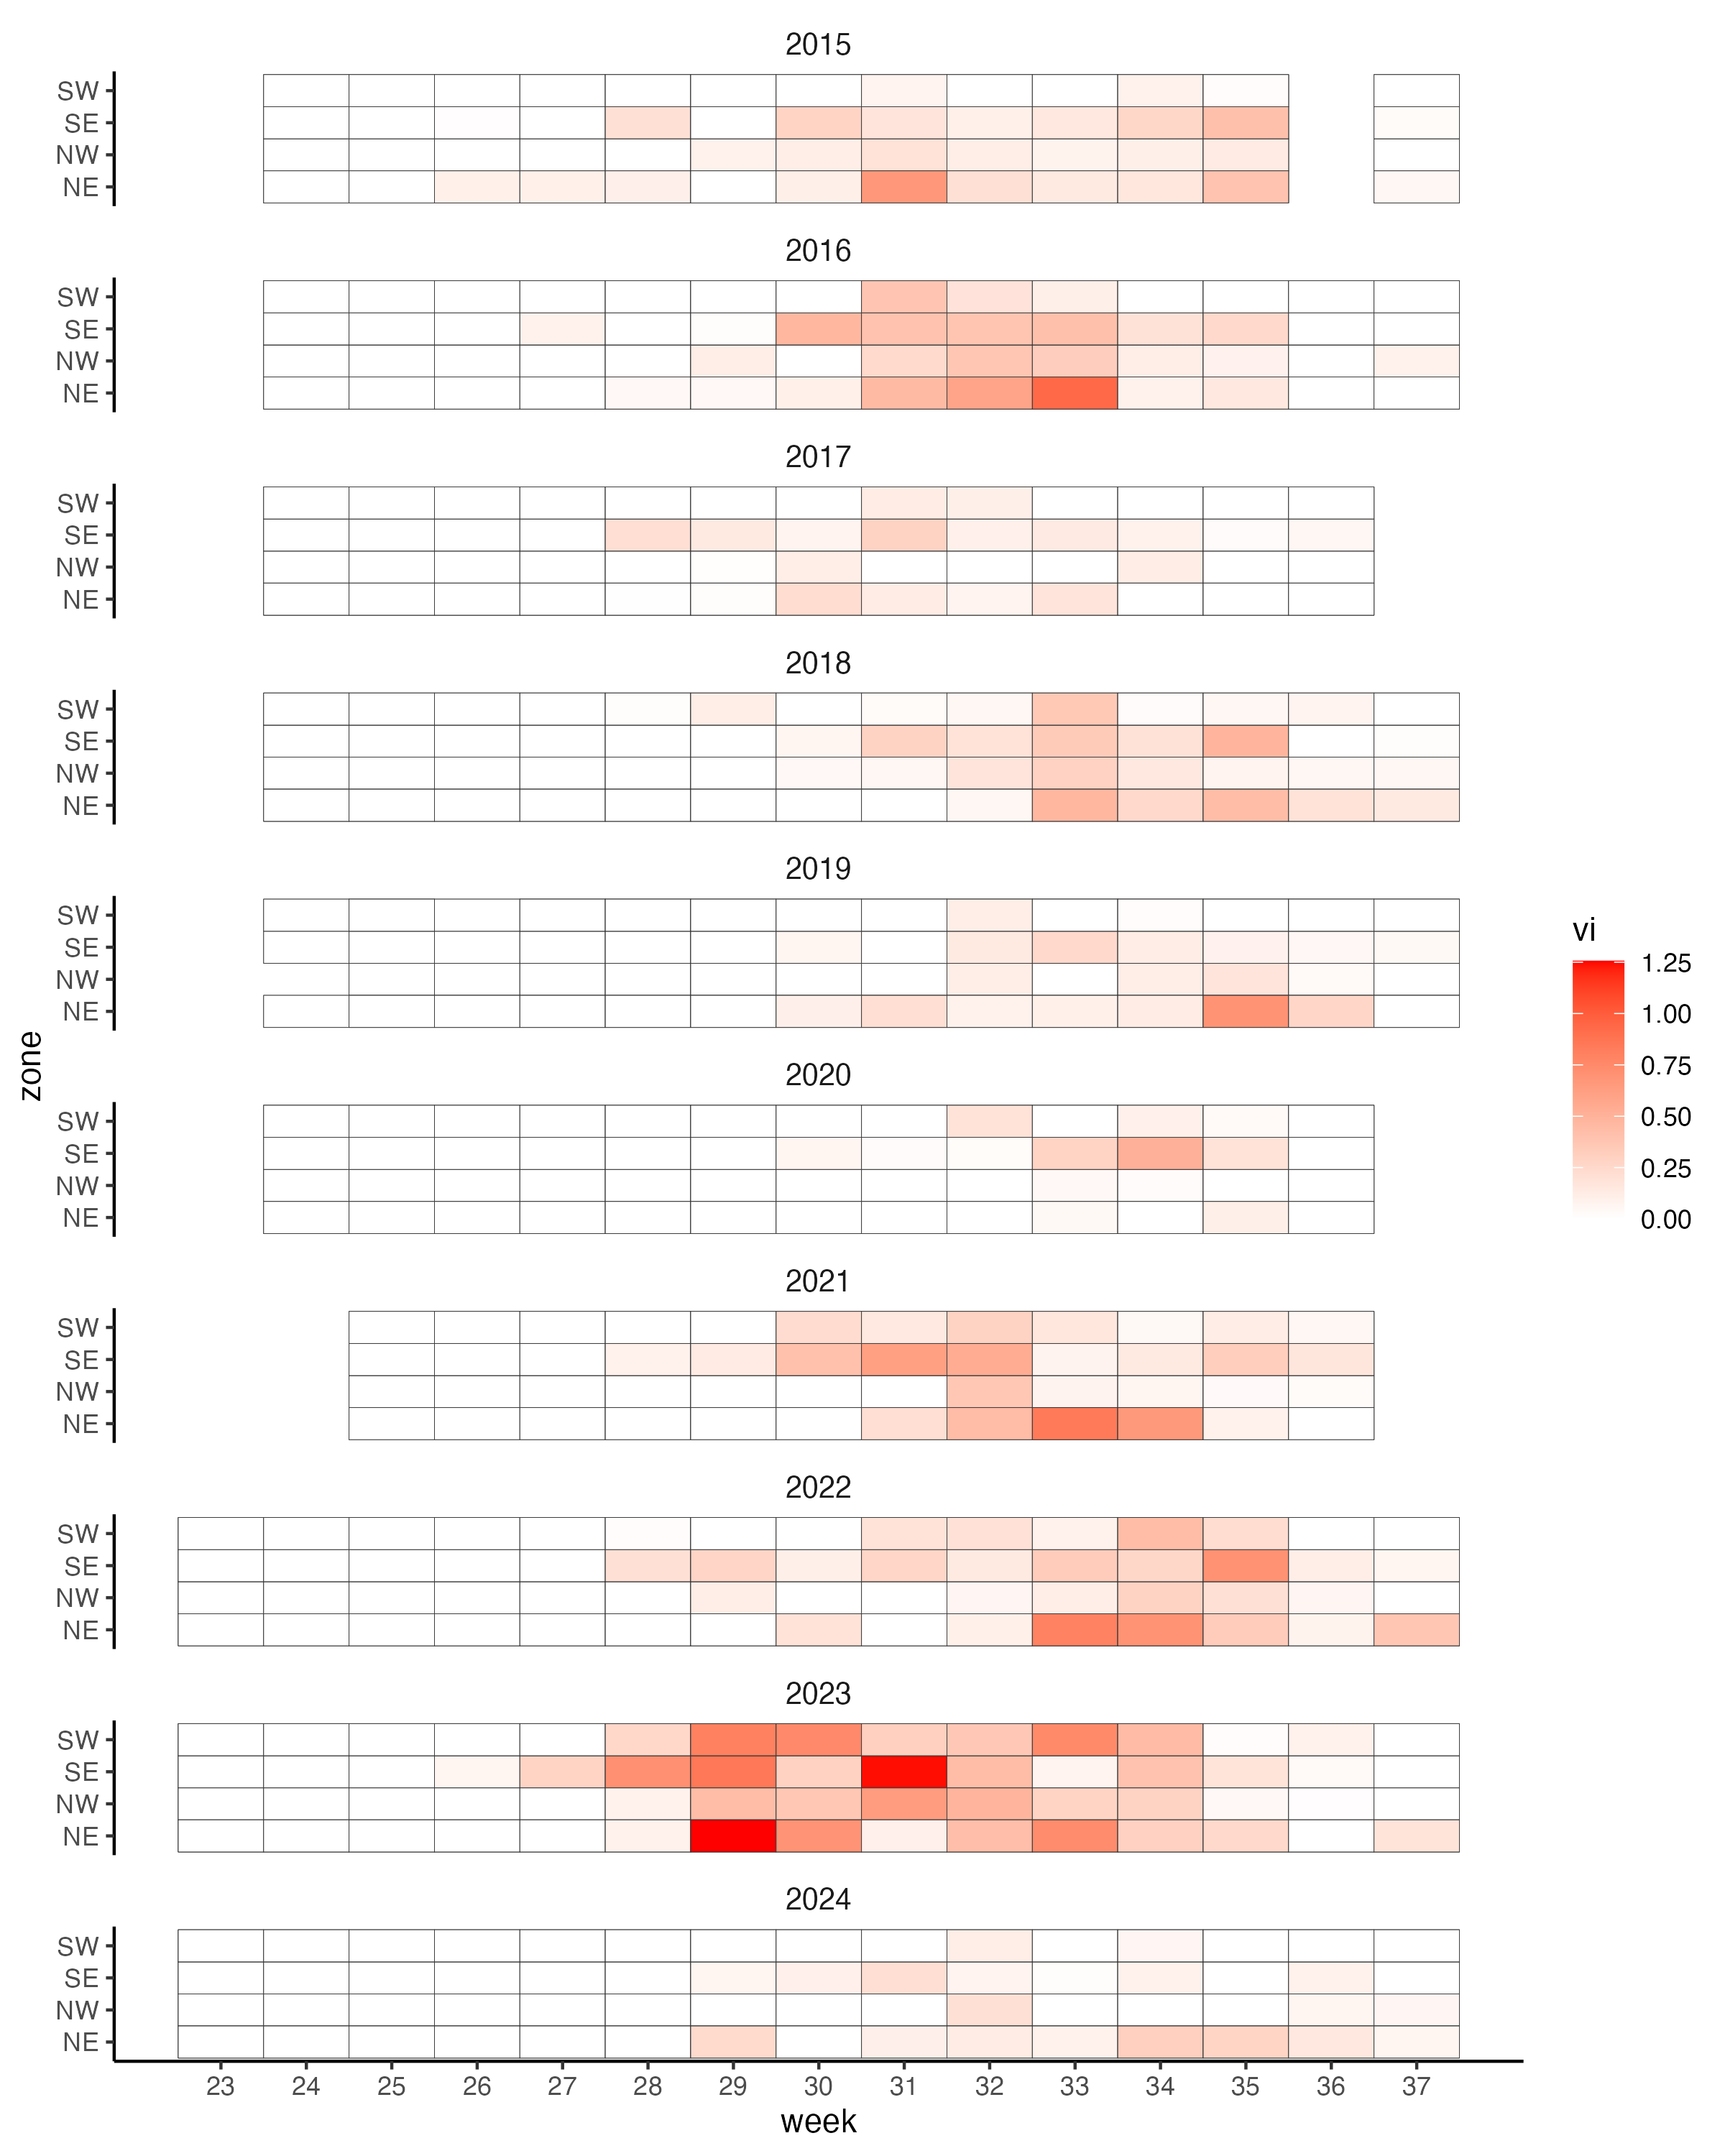 2015
SW
SE
NW
NE
2016
SW
SE
NW
NE
2017
SW
SE
NW
NE
2018
SW
SE
NW
NE
2019
SW
SE
NW
NE
2020
SW
SE
NW
NE
2021
SW
SE
NW
NE
2022
SW
SE
NW
NE
2023
SW
SE
NW
NE
2024
SW
SE
NW
NE
23 24 25 26 27 28 29 30 31 32 33 34 35 36 37
week
zone
vi
1.25
1.00
0.75
0.50
0.25
0.00